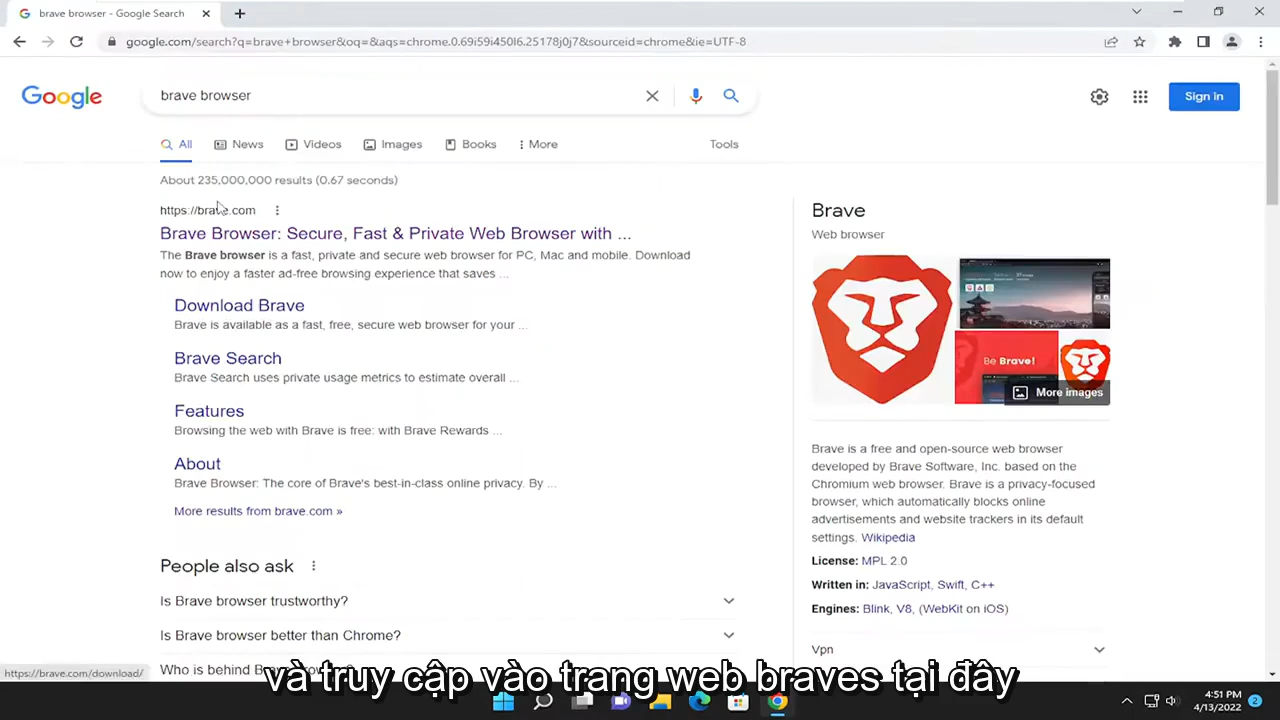 brave browser - Google Search
google.com/search?q=brave+browser&oq=&aqs=chrome.0.69i59i450l6.25178j0j7&sourceid=chrome&ie=UTF-8
Google
brave browser
Sign in
All
News
Videos
Images
Books
More
Tools
About 235,000,000 results (0.67 seconds)
https://brave.com
Brave Browser: Secure, Fast & Private Web Browser with ...
The Brave browser is a fast, private and secure web browser for PC, Mac and mobile. Download
now to enjoy a faster ad-free browsing experience that saves ...
Download Brave
Brave is available as a fast, free, secure web browser for your ...
Brave Search
Brave Search uses private usage metrics to estimate overall ...
Features
Browsing the web with Brave is free: with Brave Rewards ...
About
Brave Browser: The core of Brave's best-in-class online privacy. By ...
More results from brave.com »
People also ask
Is Brave browser trustworthy?
Is Brave browser better than Chrome?
Who is behind
Brave
Web browser
Be Brave!
More images
Brave is a free and open-source web browser
developed by Brave Software, Inc. based on the
Chromium web browser. Brave is a privacy-focused
browser, which automatically blocks online
advertisements and website trackers in its default
settings. Wikipedia
License: MPL 2.0
Written in: JavaScript, Swift, C++
Engines: Blink, V8, (WebKit on iOS)
Vpn
https://brave.com/download/
và truy cập vào trang web braves tại đây
4:51 PM
4/13/2022
2